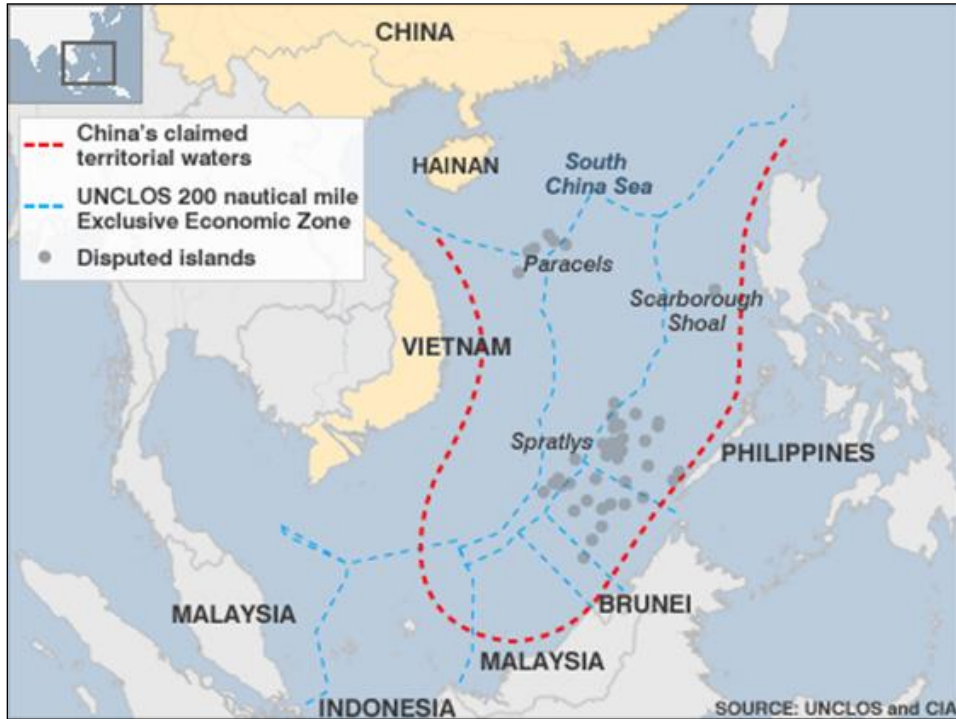 CHINA
China's claimed
territorial waters
UNCLOS 200 nautical mile
Exclusive Economic Zone
Disputed islands
HAINAN
South
China Sea
Paracels
Scarborough
Shoal
VIETNAM
Spratlys
PHILIPPINES
MALAYSIA
BRUNEI
MALAYSIA
INDONESIA
SOURCE: UNCLOS and CIA